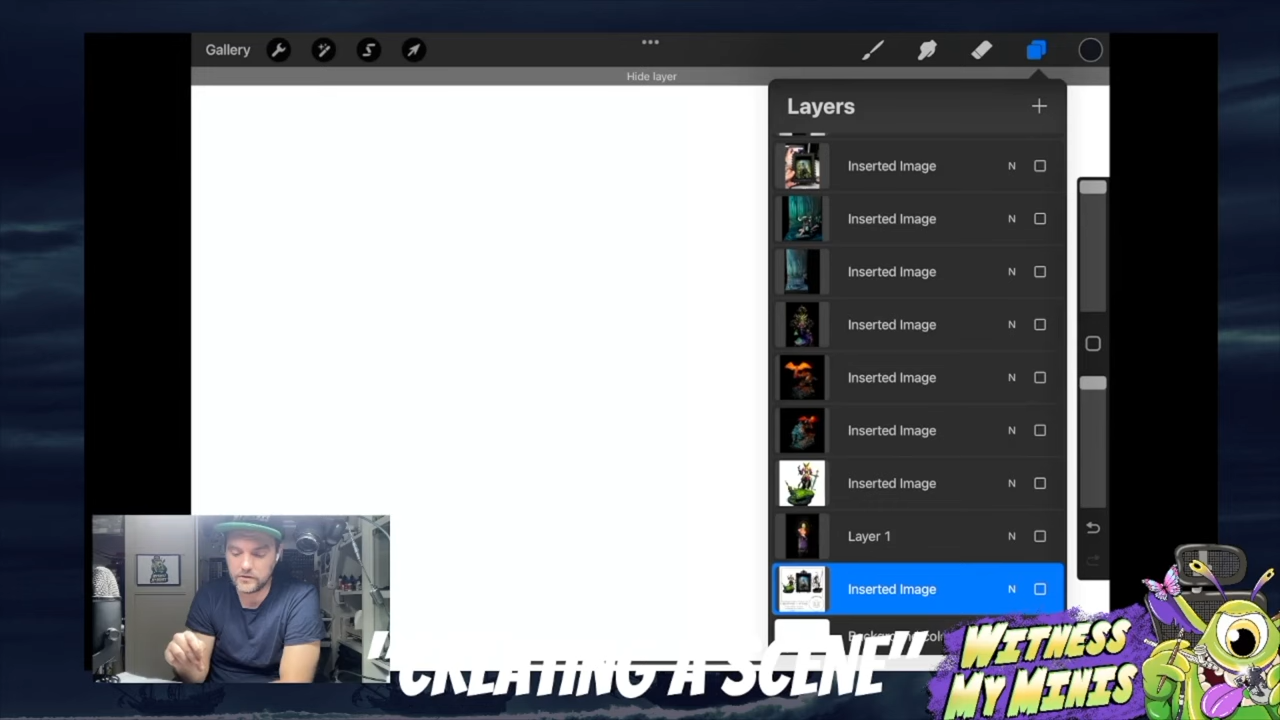 Gallery
Hide layer
Layers
Inserted Image N
Inserted Image N
Inserted Image N
Inserted Image N
Inserted Image N
Inserted Image N
Inserted Image N
Layer 1 N
Inserted Image N
"CREATING A SCENE"
WITNESS
MY MINIS